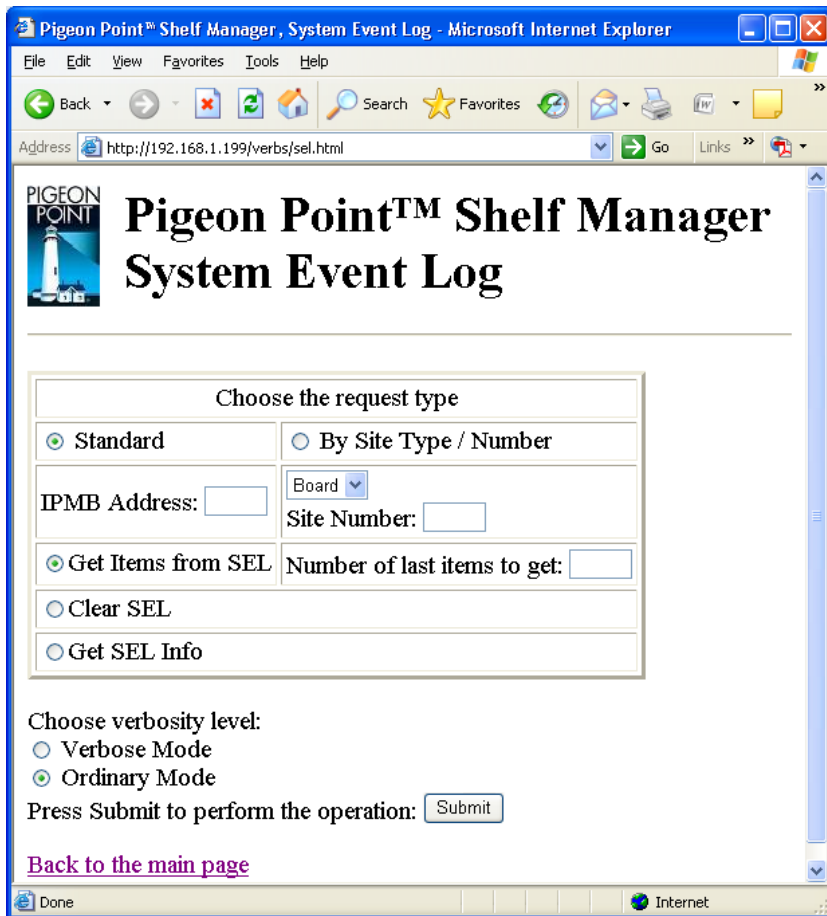 Pigeon Point™ Shelf Manager, System Event Log - Microsoft Internet Explorer
File Edit View Favorites Tools Help
Back Search Favorites »
Address http://192.168.1.199/verbs/sel.html Go Links »
PIGEON
POINT
Pigeon Point™ Shelf Manager
System Event Log
Choose the request type
Standard By Site Type / Number
IPMB Address: Board
Site Number:
Get Items from SEL Number of last items to get:
Clear SEL
Get SEL Info
Choose verbosity level:
Verbose Mode
Ordinary Mode
Press Submit to perform the operation: Submit
Back to the main page
Done Internet